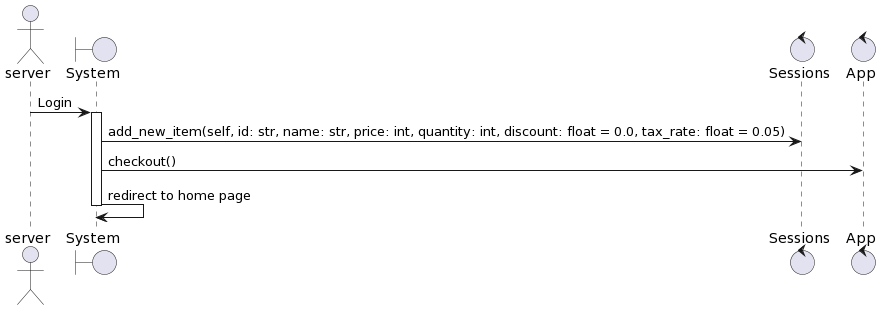 server System Sessions App
Login
add_new_item(self, id: str, name: str, price: int, quantity: int, discount: float = 0.0, tax_rate: float = 0.05)
checkout()
redirect to home page
server System Sessions App